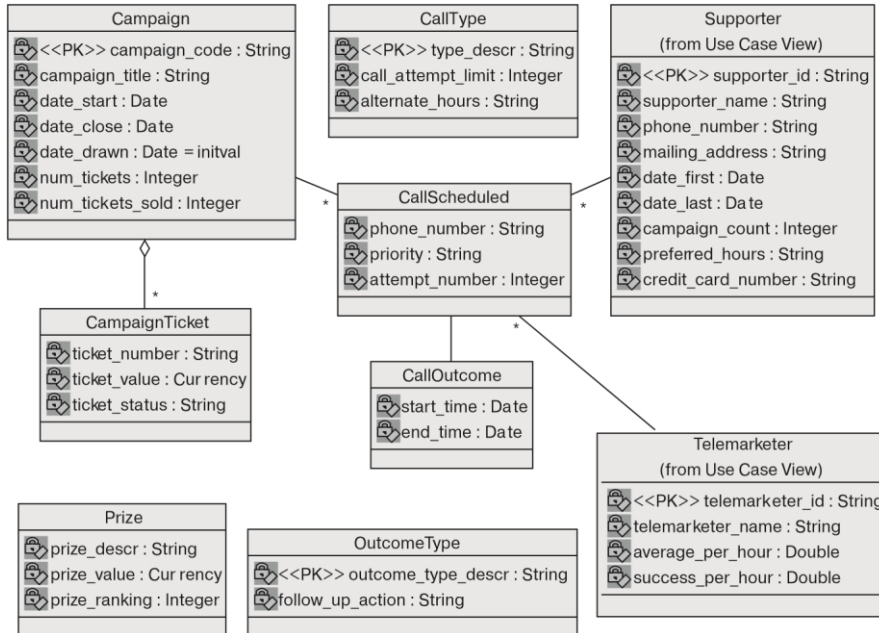 Campaign
<<PK>> campaign_code : String
campaign_title : String
date_start : Date
date_close : Date
date_drawn : Date = initval
num_tickets : Integer
num_tickets_sold : Integer
CallType
<<PK>> type_descr : String
call_attempt_limit : Integer
alternate_hours : String
Supporter
(from Use Case View)
<<PK>> supporter_id : String
supporter_name : String
phone_number : String
mailing_address : String
date_first : Date
date_last : Date
campaign_count : Integer
preferred_hours : String
credit_card_number : String
*
*
CallScheduled
phone_number : String
priority : String
attempt_number : Integer
*
*
CampaignTicket
ticket_number : String
ticket_value : Cur rency
ticket_status : String
CallOutcome
start_time : Date
end_time : Date
Telemarketer
(from Use Case View)
<<PK>> telemarketer_id : String
telemarketer_name : String
average_per_hour : Double
success_per_hour : Double
Prize
prize_descr : String
prize_value : Cur rency
prize_ranking : Integer
OutcomeType
<<PK>> outcome_type_descr : String
follow_up_action : String